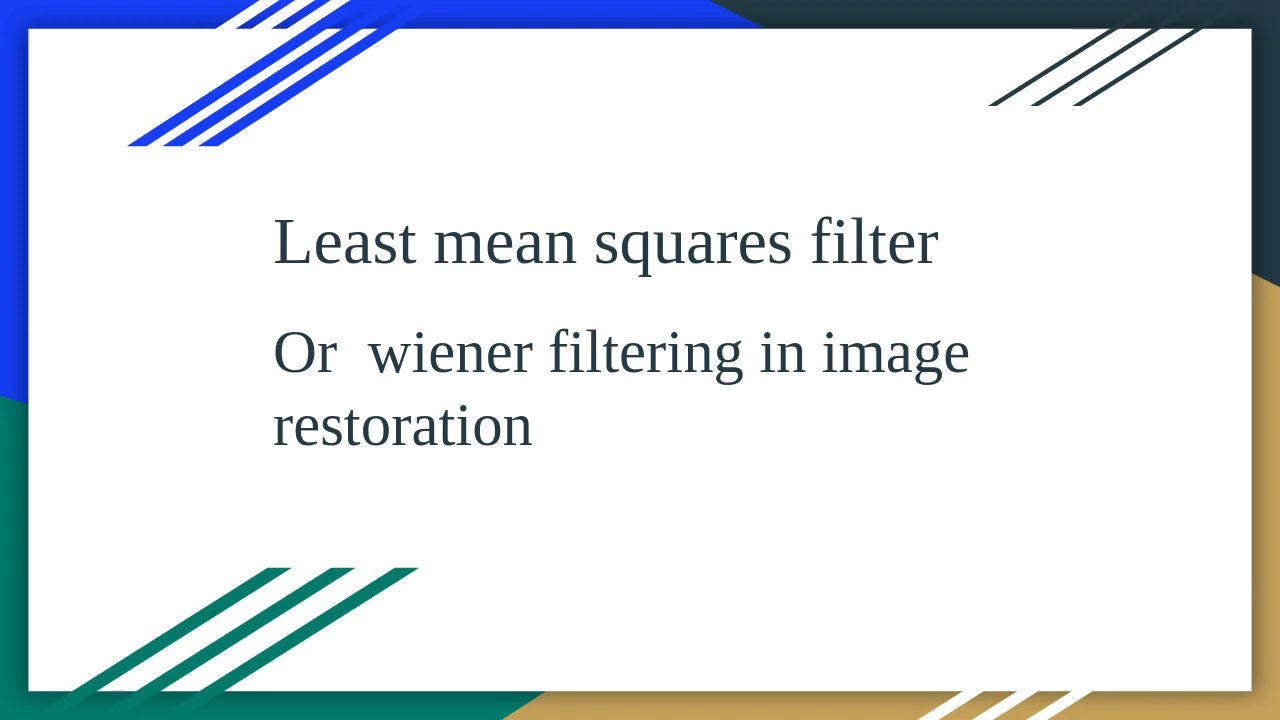 Least mean squares filter
Or  wiener filtering in image
restoration